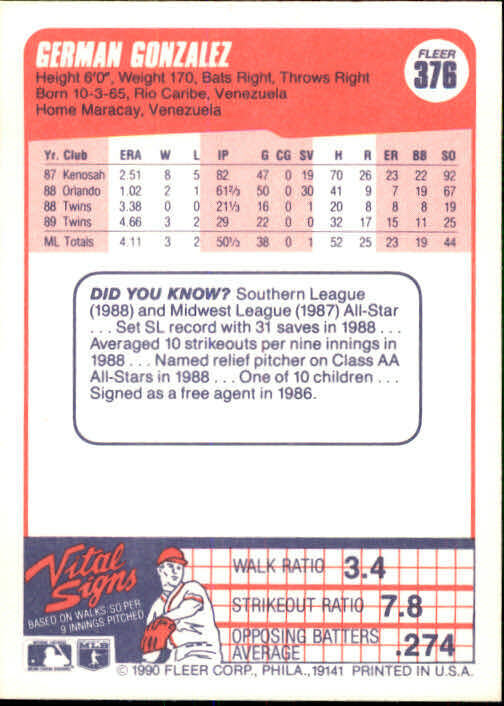 GERMAN GONZALEZ
FLEER
376
Height 6'0", Weight 170, Bats Right, Throws Right
Born 10-3-65, Rio Caribe, Venezuela
Home Maracay, Venezuela
Yr. Club ERA W L IP G CG SV H R ER BB SO
87 Kenosah 2.51 8 5 82 47 0 19 70 26 23 22 92
88 Orlando 1.02 2 1 61⅔ 50 0 30 41 9 7 19 67
88 Twins 3.38 0 0 21⅓ 16 0 1 20 8 8 8 19
89 Twins 4.66 3 2 29 22 0 0 32 17 15 11 25
ML Totals 4.11 3 2 50⅓ 38 0 1 52 25 23 19 44
DID YOU KNOW? Southern League
(1988) and Midwest League (1987) All-Star
. . . Set SL record with 31 saves in 1988 . . .
Averaged 10 strikeouts per nine innings in
1988 . . . Named relief pitcher on Class AA
All-Stars in 1988 . . . One of 10 children . . .
Signed as a free agent in 1986.
Vital
Signs
BASED ON WALKS/SO PER
9 INNINGS PITCHED
WALK RATIO 3.4
STRIKEOUT RATIO 7.8
OPPOSING BATTERS
AVERAGE .274
MLB
© 1990 FLEER CORP., PHILA., 19141 PRINTED IN U.S.A.